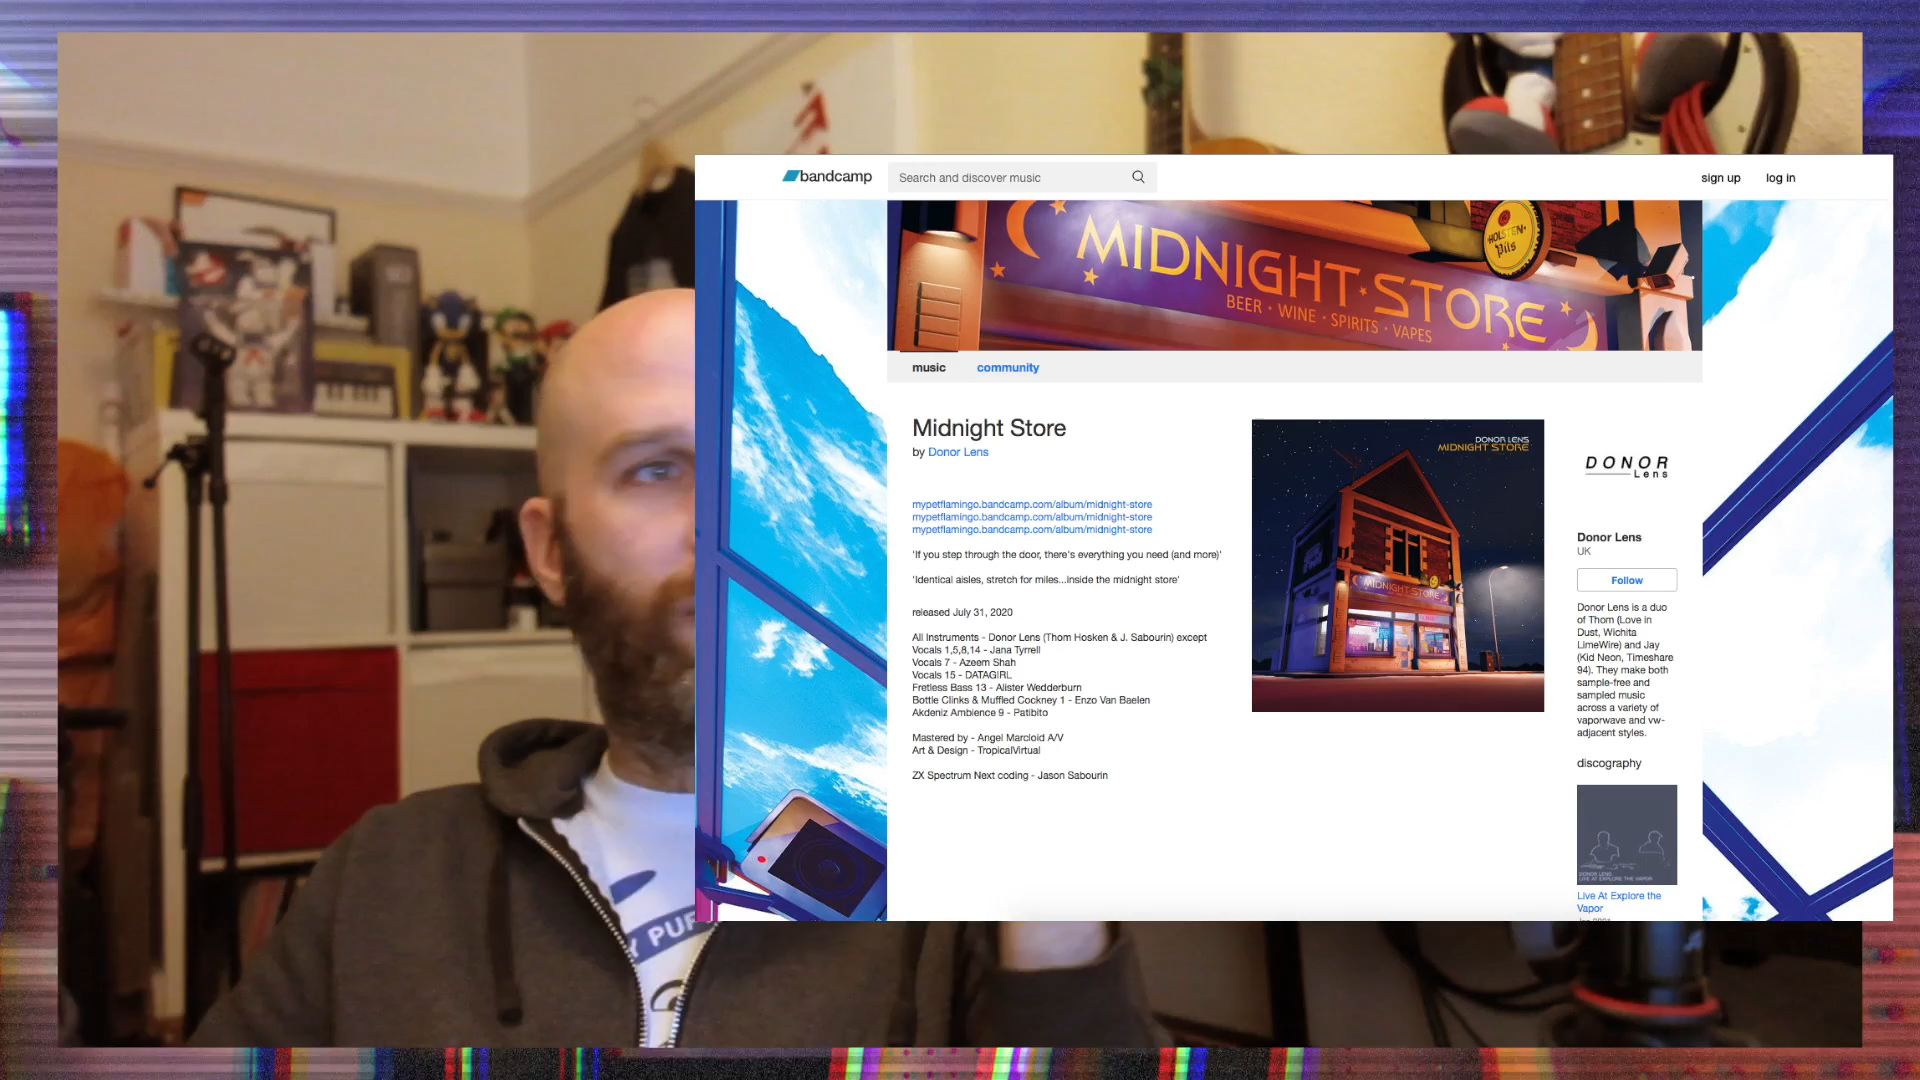 bandcamp
Search and discover music
sign up
log in
MIDNIGHT STORE
BEER · WINE · SPIRITS · VAPES
HOLSTEN
Pils
music
community
Midnight Store
by Donor Lens
mypetflamingo.bandcamp.com/album/midnight-store
mypetflamingo.bandcamp.com/album/midnight-store
mypetflamingo.bandcamp.com/album/midnight-store
'If you step through the door, there's everything you need (and more)'
'Identical aisles, stretch for miles...inside the midnight store'
released July 31, 2020
All Instruments - Donor Lens (Thom Hosken & J. Sabourin) except
Vocals 1,5,8,14 - Jana Tyrrell
Vocals 7 - Azeem Shah
Vocals 15 - DATAGIRL
Fretless Bass 13 - Alister Wedderburn
Bottle Clinks & Muffled Cockney 1 - Enzo Van Baelen
Akdeniz Ambience 9 - Patibito
Mastered by - Angel Marcloid A/V
Art & Design - TropicalVirtual
ZX Spectrum Next coding - Jason Sabourin
DONOR LENS
MIDNIGHT STORE
MIDNIGHT STORE
DONOR
Lens
Donor Lens
UK
Follow
Donor Lens is a duo
of Thom (Love in
Dust, Wichita
LimeWire) and Jay
(Kid Neon, Timeshare
94). They make both
sample-free and
sampled music
across a variety of
vaporwave and vw-
adjacent styles.
discography
DONOR LENS
LIVE AT EXPLORE THE VAPOR
Live At Explore the
Vapor